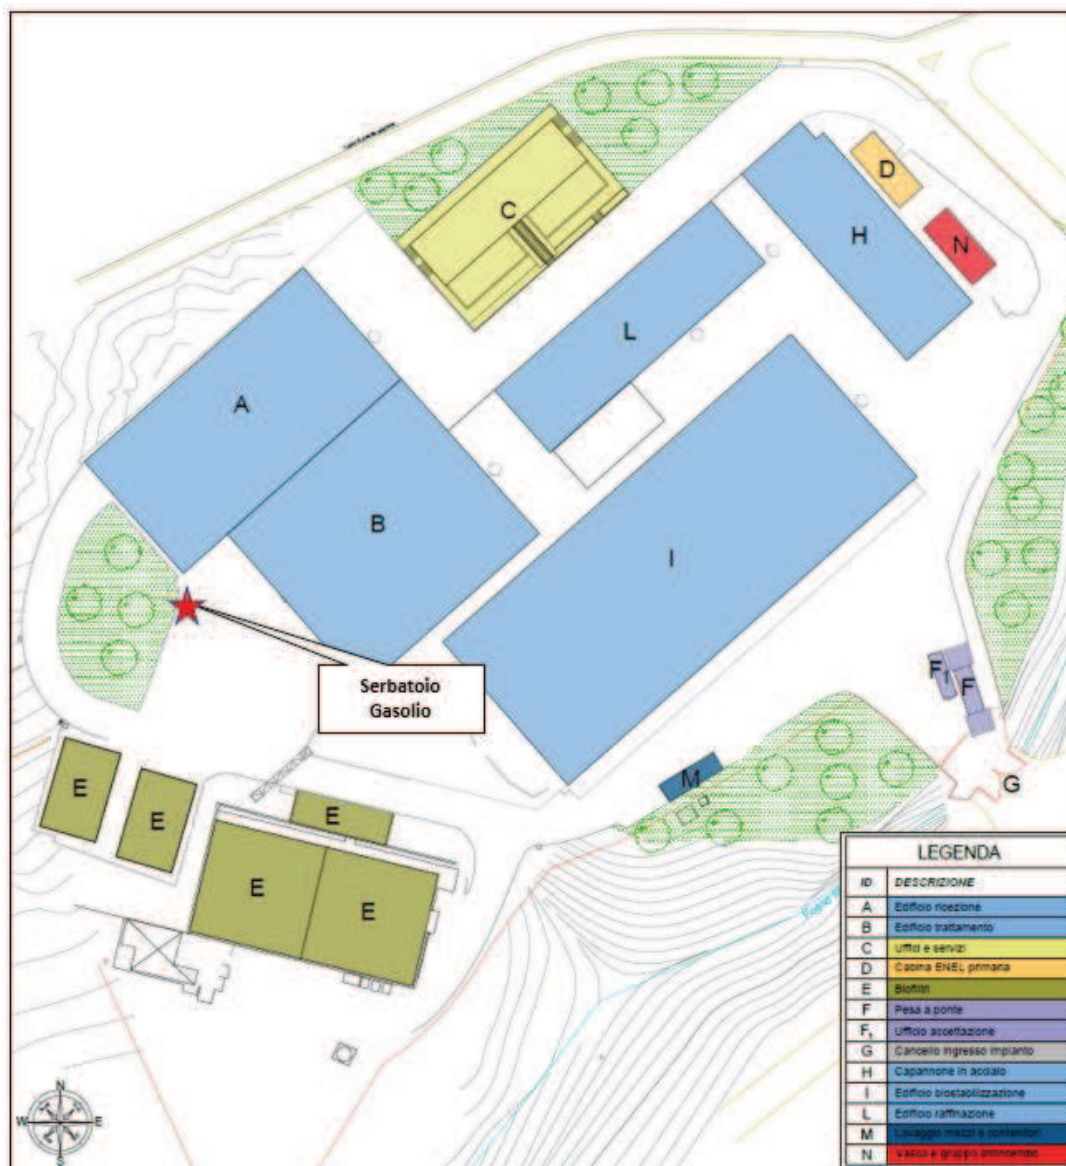 D
C
N
H
L
A
B
I
Serbatoio
Gasolio
F1
F
M
G
E
E
E
E
E
LEGENDA
ID DESCRIZIONE
A Edificio ricezione
B Edificio trattamento
C Uffici e servizi
D Cabina ENEL primaria
E Biofiltri
F Pesa a ponte
F1 Ufficio accettazione
G Cancello ingresso impianto
H Capannone in acciaio
I Edificio biostabilizzazione
L Edificio raffinazione
M Lavaggio mezzi e contenitori
N Vasca e gruppo antincendio
N
W E
S